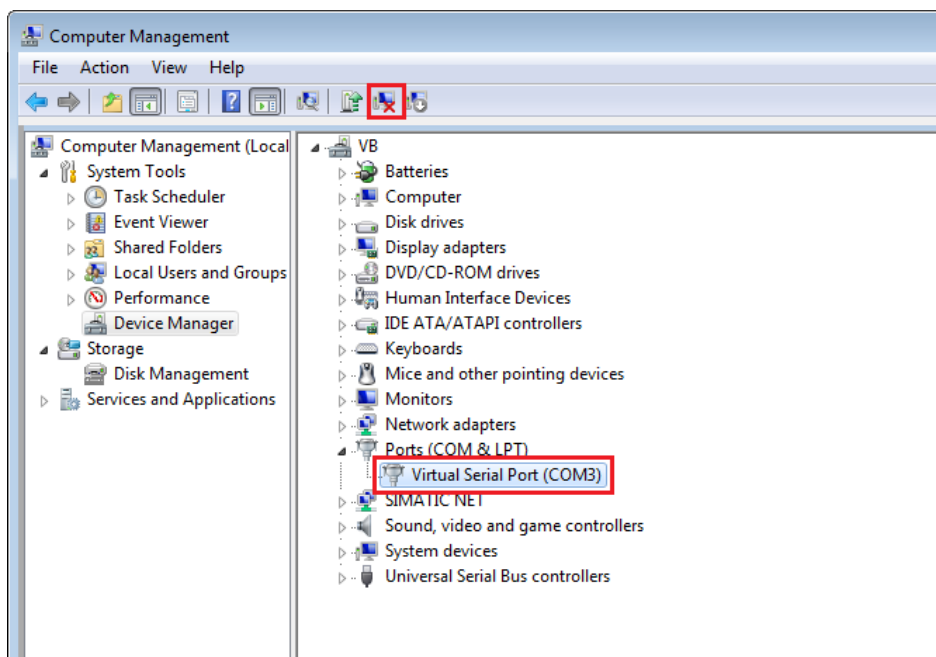 Computer Management
File Action View Help
Computer Management (Local
System Tools
Task Scheduler
Event Viewer
Shared Folders
Local Users and Groups
Performance
Device Manager
Storage
Disk Management
Services and Applications
VB
Batteries
Computer
Disk drives
Display adapters
DVD/CD-ROM drives
Human Interface Devices
IDE ATA/ATAPI controllers
Keyboards
Mice and other pointing devices
Monitors
Network adapters
Ports (COM & LPT)
Virtual Serial Port (COM3)
SIMATIC NET
Sound, video and game controllers
System devices
Universal Serial Bus controllers